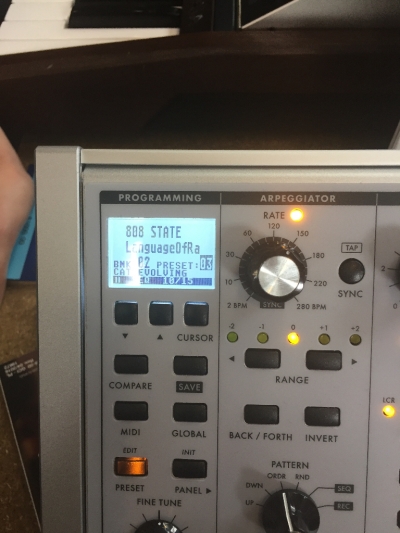 PROGRAMMING
808 STATE
LanguageOfRa
P2 PRESET:03
CAT:EVOLVING
10/15
CURSOR
COMPARE
SAVE
MIDI
GLOBAL
EDIT
INIT
PRESET
PANEL
FINE TUNE
ARPEGGIATOR
RATE
120
60
150
30
180
10
220
2 BPM
SYNC
280 BPM
TAP
SYNC
-2 -1 0 +1 +2
RANGE
BACK / FORTH
INVERT
PATTERN
ORDR RND
DWN
SEQ
UP
REC
LCR